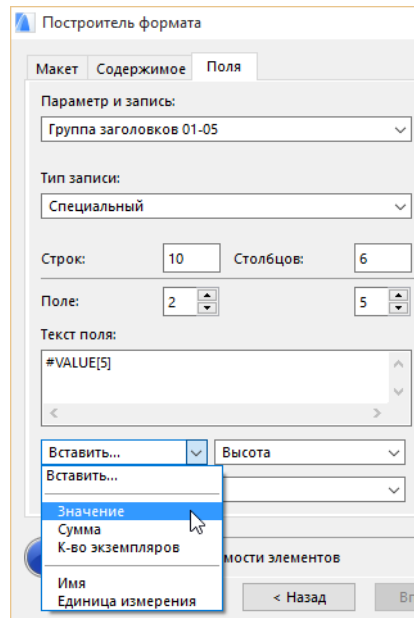 Построитель формата
Макет Содержимое Поля
Параметр и запись:
Группа заголовков 01-05
Тип записи:
Специальный
Строк: 10 Столбцов: 6
Поле: 2 5
Текст поля:
#VALUE[5]
Вставить... Высота
Вставить...
Значение
Сумма
К-во экземпляров
мости элементов
Имя
Единица измерения
< Назад